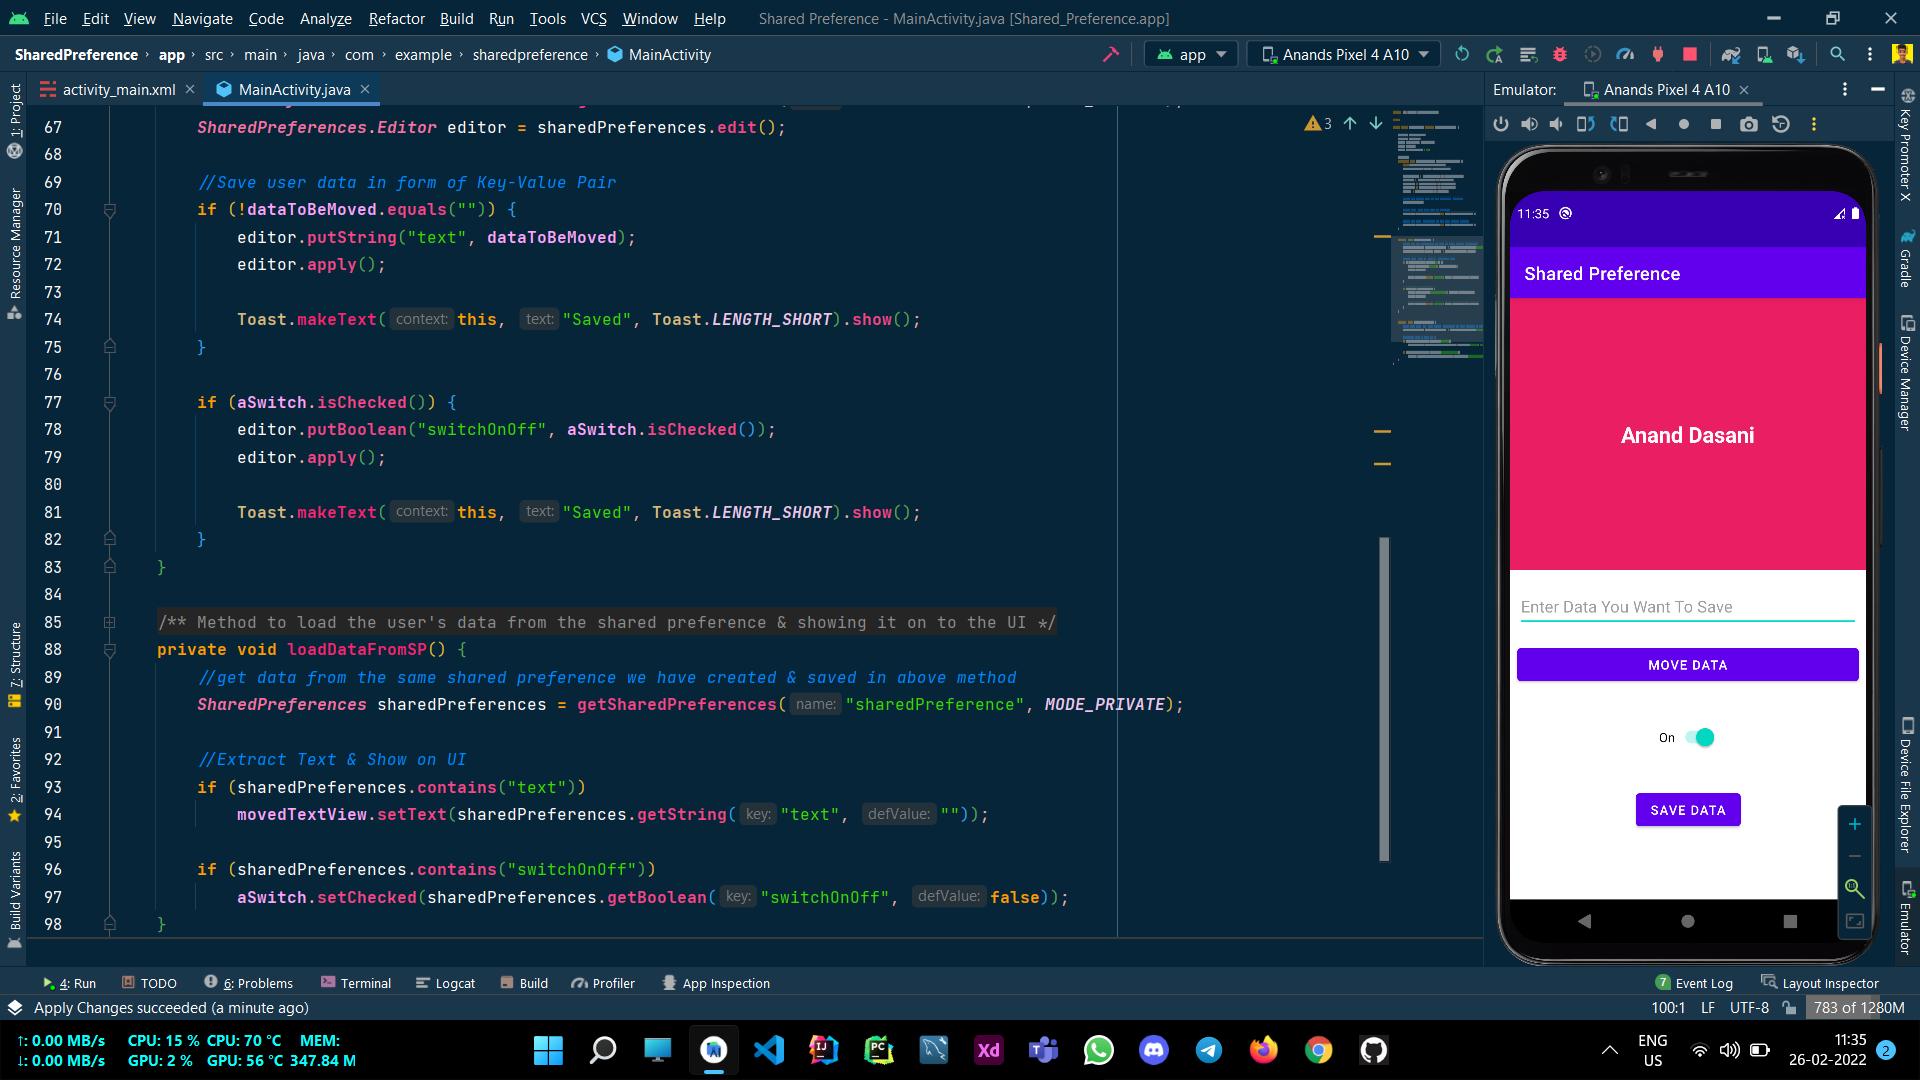 File Edit View Navigate Code Analyze Refactor Build Run Tools VCS Window Help Shared Preference - MainActivity.java [Shared_Preference.app]
SharedPreference app src main java com example sharedpreference MainActivity app Anands Pixel 4 A10
activity_main.xml MainActivity.java Emulator: Anands Pixel 4 A10
3
67 SharedPreferences.Editor editor = sharedPreferences.edit();
68
69 //Save user data in form of Key-Value Pair
70 if (!dataToBeMoved.equals("")) {
71 editor.putString("text", dataToBeMoved);
72 editor.apply();
73
74 Toast.makeText( context: this, text: "Saved", Toast.LENGTH_SHORT).show();
75 }
76
77 if (aSwitch.isChecked()) {
78 editor.putBoolean("switchOnOff", aSwitch.isChecked());
79 editor.apply();
80
81 Toast.makeText( context: this, text: "Saved", Toast.LENGTH_SHORT).show();
82 }
83 }
84
85 /** Method to load the user's data from the shared preference & showing it on to the UI */
88 private void loadDataFromSP() {
89 //get data from the same shared preference we have created & saved in above method
90 SharedPreferences sharedPreferences = getSharedPreferences( name: "sharedPreference", MODE_PRIVATE);
91
92 //Extract Text & Show on UI
93 if (sharedPreferences.contains("text"))
94 movedTextView.setText(sharedPreferences.getString( key: "text", defValue: ""));
95
96 if (sharedPreferences.contains("switchOnOff"))
97 aSwitch.setChecked(sharedPreferences.getBoolean( key: "switchOnOff", defValue: false));
98 }
1: Project
Resource Manager
7: Structure
2: Favorites
Build Variants
11:35
Shared Preference
Anand Dasani
Enter Data You Want To Save
MOVE DATA
On
SAVE DATA
Key Promoter X
Gradle
Device Manager
Device File Explorer
Emulator
4: Run TODO 6: Problems Terminal Logcat Build Profiler App Inspection 7 Event Log Layout Inspector
Apply Changes succeeded (a minute ago) 100:1 LF UTF-8 783 of 1280M
↑: 0.00 MB/s CPU: 15 % CPU: 70 °C MEM:
↓: 0.00 MB/s GPU: 2 % GPU: 56 °C 347.84 M
IJ PC Xd
ENG
US
11:35
26-02-2022
2